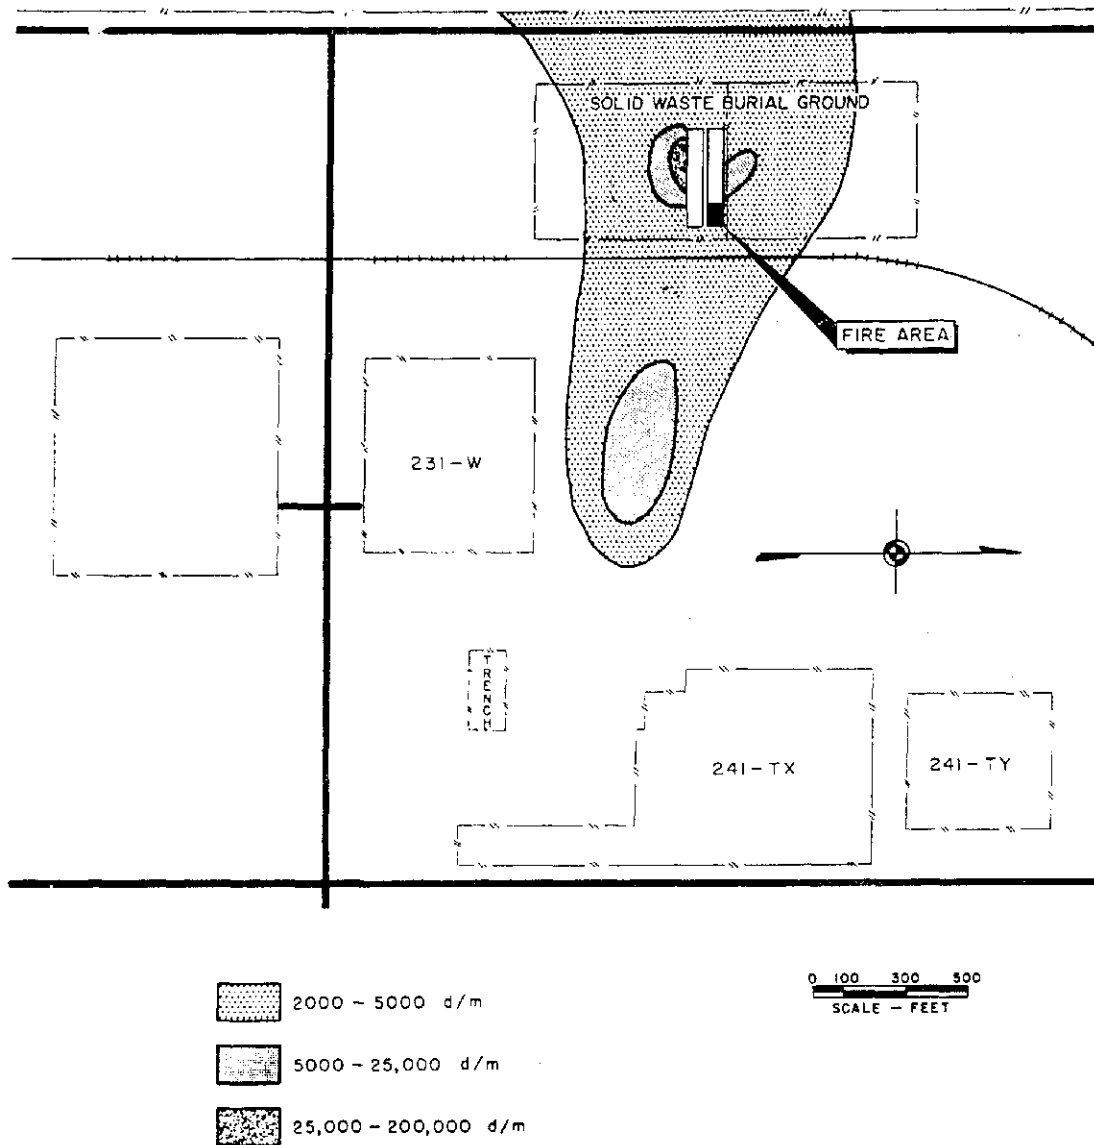 SOLID WASTE BURIAL GROUND
FIRE AREA
231-W
TRENCH
241-TX
241-TY
2000 - 5000 d/m
0 100 300 500
SCALE - FEET
5000 - 25,000 d/m
25,000 - 200,000 d/m